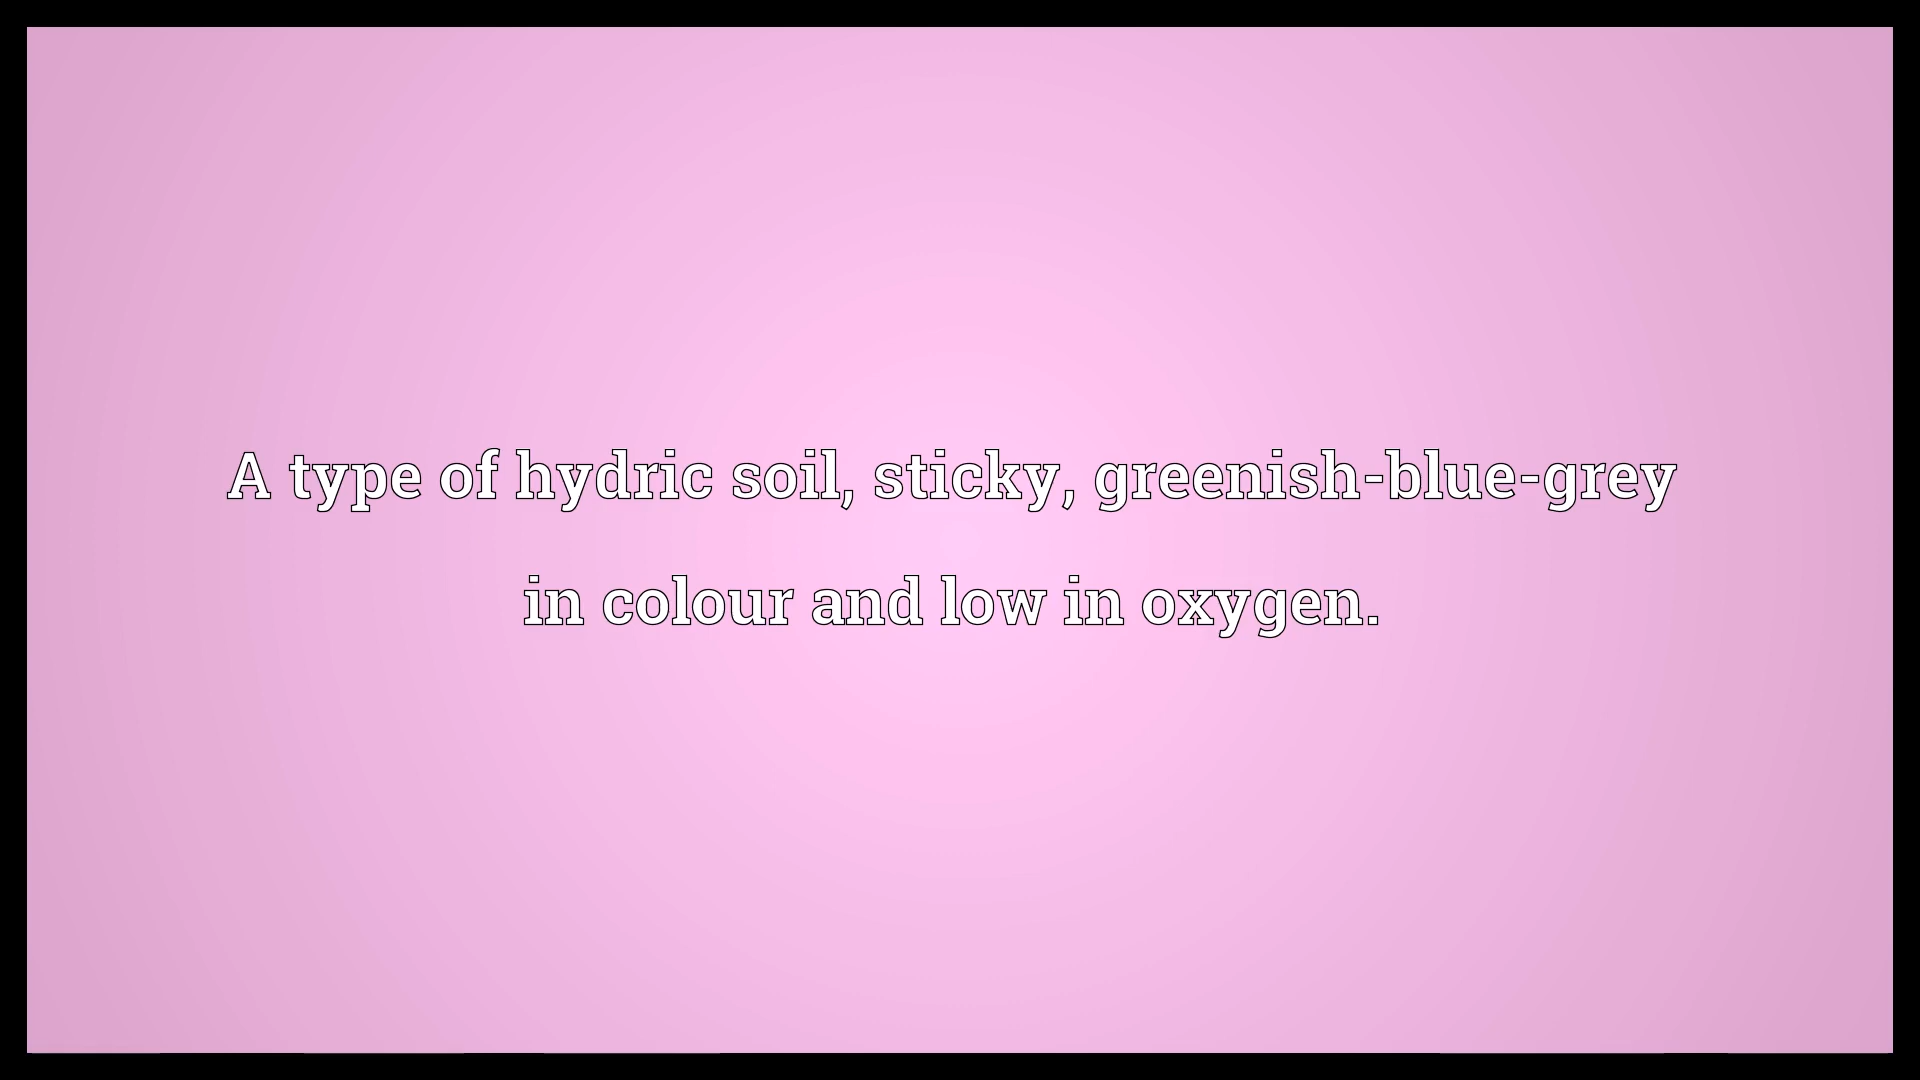 A type of hydric soil, sticky, greenish-blue-grey
in colour and low in oxygen.